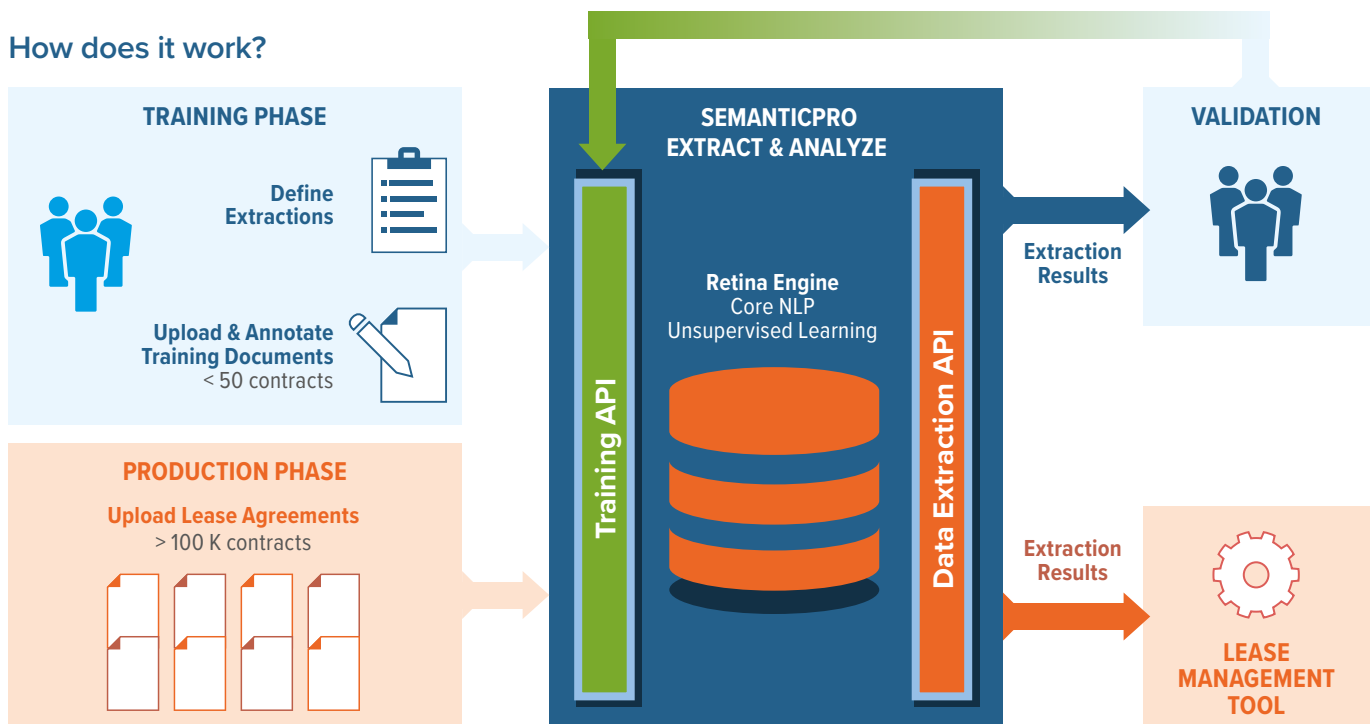 How does it work?
TRAINING PHASE
Define
Extractions
Upload & Annotate
Training Documents
< 50 contracts
PRODUCTION PHASE
Upload Lease Agreements
> 100 K contracts
SEMANTICPRO
EXTRACT & ANALYZE
Training API
Retina Engine
Core NLP
Unsupervised Learning
Data Extraction API
Extraction
Results
VALIDATION
Extraction
Results
LEASE
MANAGEMENT
TOOL